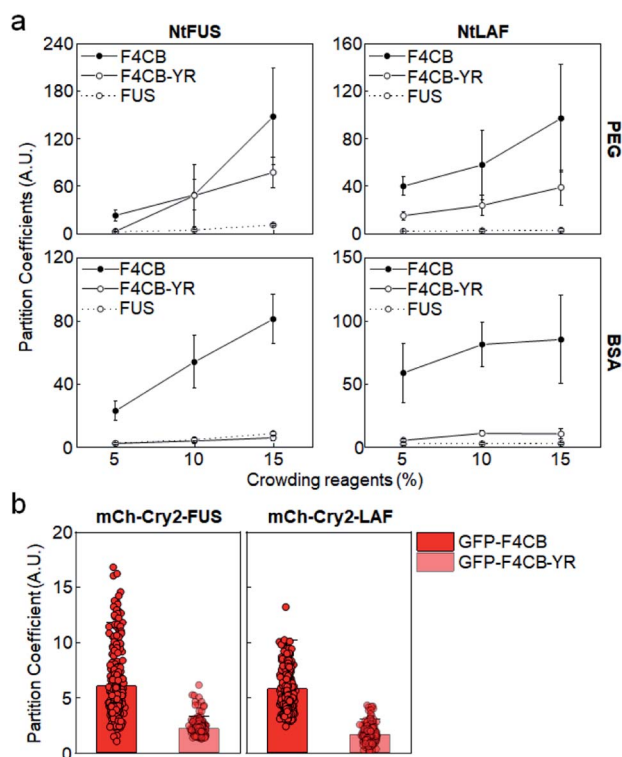 a
NtFUS
NtLAF
Partition Coefficients (A.U.)
240
180
120
60
0
F4CB
F4CB-YR
FUS
160
120
80
40
0
F4CB
F4CB-YR
FUS
PEG
120
80
40
0
F4CB
F4CB-YR
FUS
5
10
15
150
100
50
0
F4CB
F4CB-YR
FUS
5
10
15
BSA
Crowding reagents (%)
b
mCh-Cry2-FUS
mCh-Cry2-LAF
GFP-F4CB
GFP-F4CB-YR
Partition Coefficient (A.U.)
20
15
10
5
0